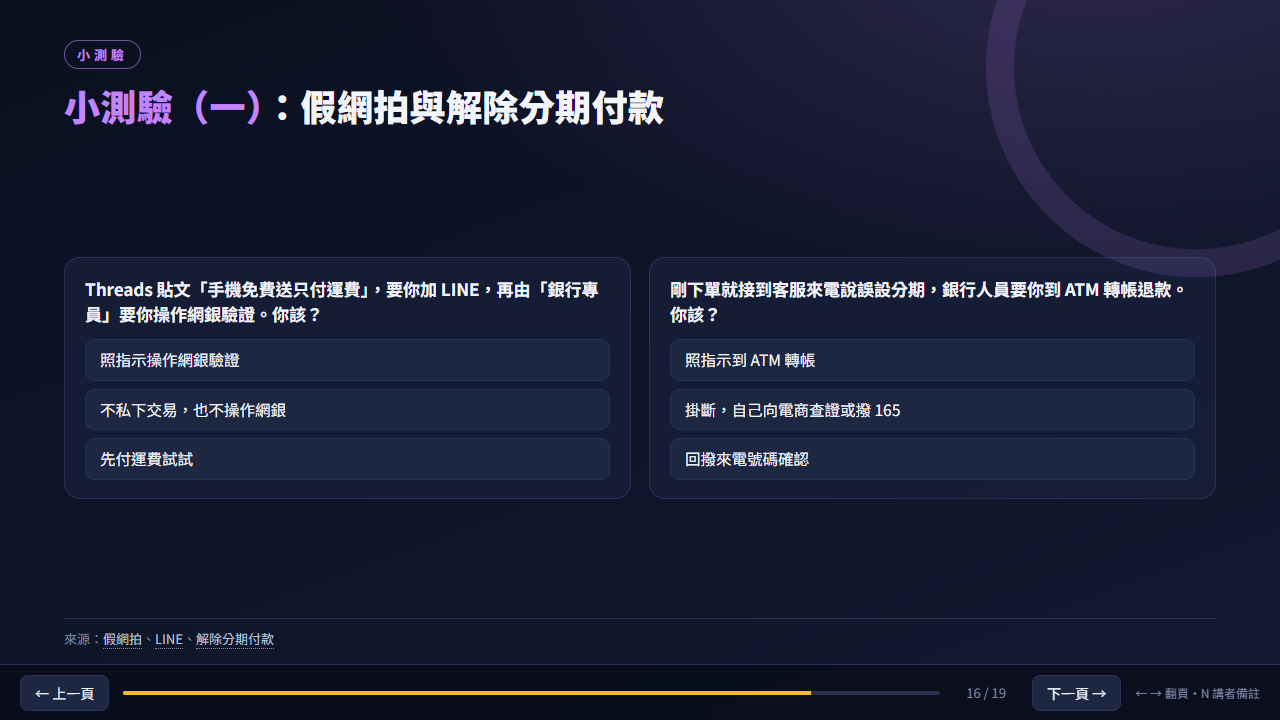 小測驗
小測驗（一）：假網拍與解除分期付款
Threads 貼文「手機免費送只付運費」，要你加 LINE，再由「銀行專
員」要你操作網銀驗證。你該？
照指示操作網銀驗證
不私下交易，也不操作網銀
先付運費試試
剛下單就接到客服來電說誤設分期，銀行人員要你到 ATM 轉帳退款。
你該？
照指示到 ATM 轉帳
掛斷，自己向電商查證或撥 165
回撥來電號碼確認
來源：假網拍、LINE、解除分期付款
← 上一頁
16 / 19
下一頁 →
← → 翻頁・N 講者備註